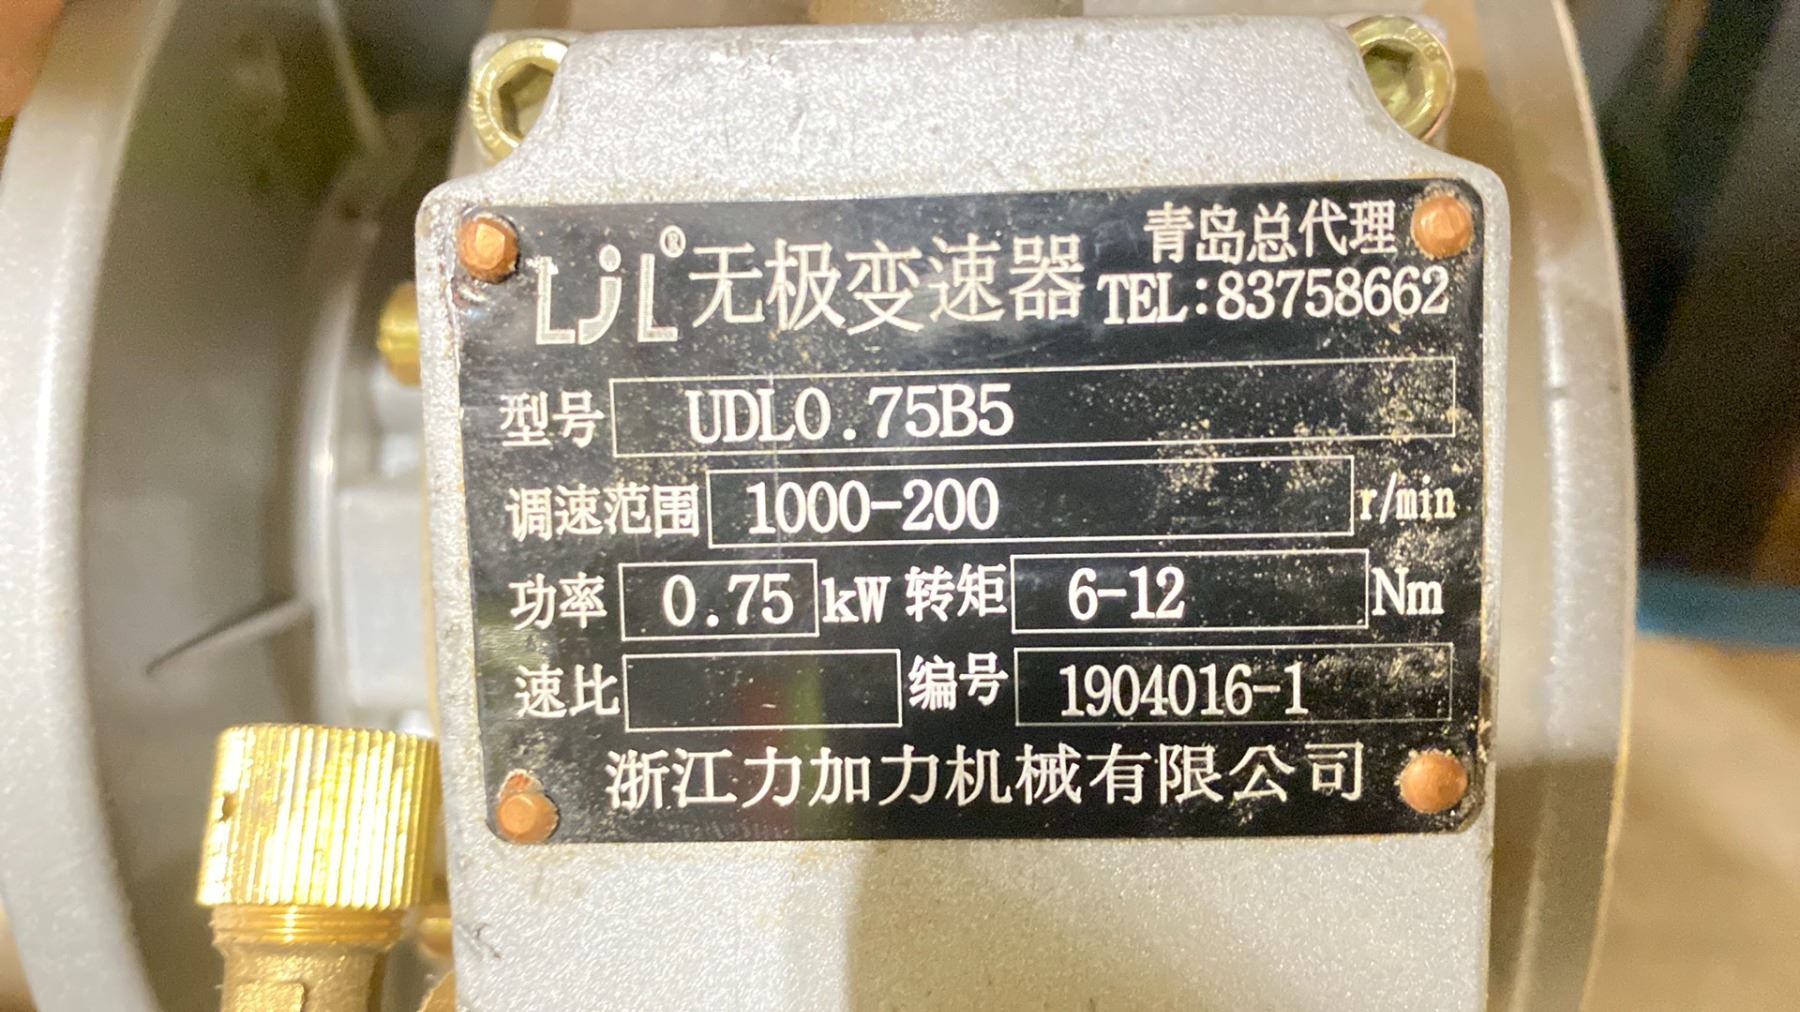 LJL® 无极变速器
青岛总代理
TEL:83758662
型号 UDL0.75B5
调速范围 1000-200 r/min
功率 0.75 kW 转矩 6-12 Nm
速比 编号 1904016-1
浙江力加力机械有限公司